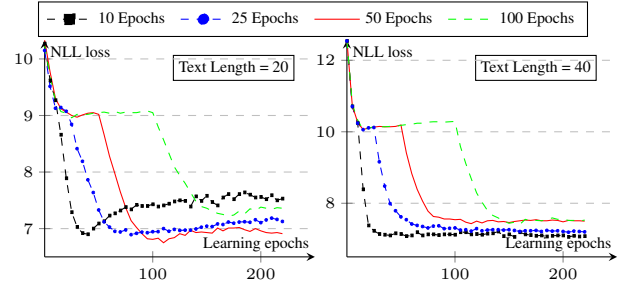 10 Epochs 25 Epochs 50 Epochs 100 Epochs
NLL loss
Text Length = 20
10
9
8
7
Learning epochs
100 200
NLL loss
Text Length = 40
12
10
8
Learning epochs
100 200